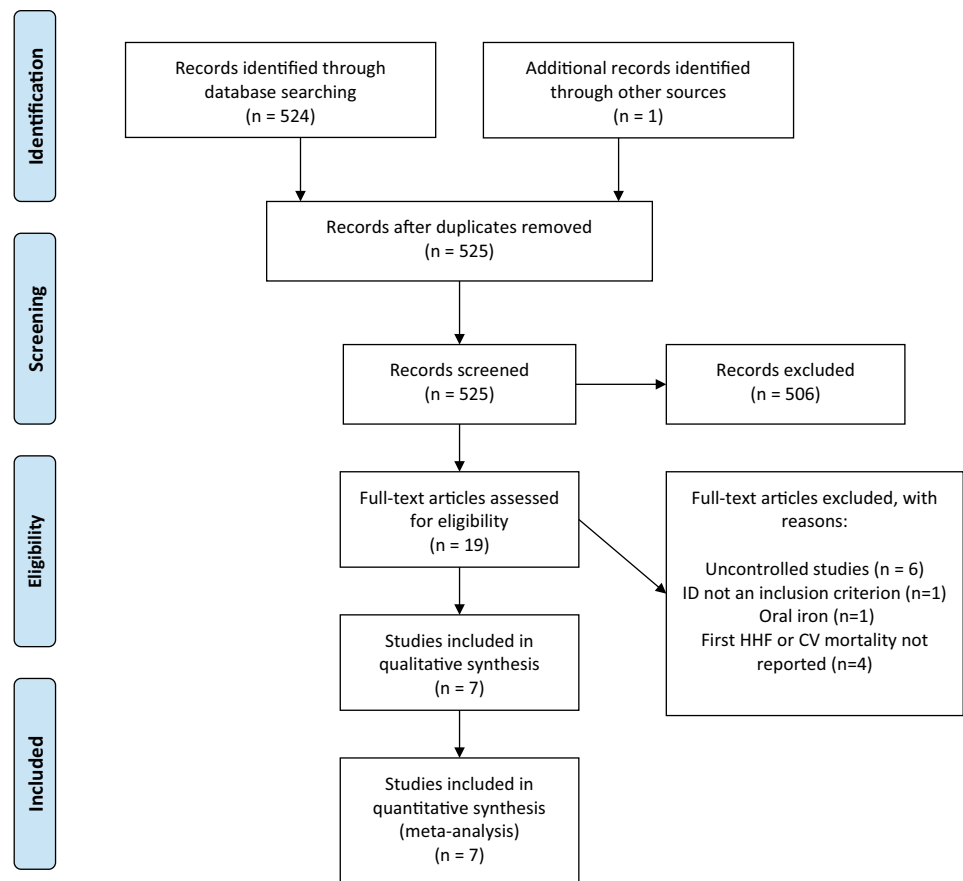 Identification
Records identified through
database searching
(n = 524)
Additional records identified
through other sources
(n = 1)
Records after duplicates removed
(n = 525)
Screening
Records screened
(n = 525)
Records excluded
(n = 506)
Eligibility
Full-text articles assessed
for eligibility
(n = 19)
Full-text articles excluded, with
reasons:
Uncontrolled studies (n = 6)
ID not an inclusion criterion (n=1)
Oral iron (n=1)
First HHF or CV mortality not
reported (n=4)
Studies included in
qualitative synthesis
(n = 7)
Included
Studies included in
quantitative synthesis
(meta-analysis)
(n = 7)